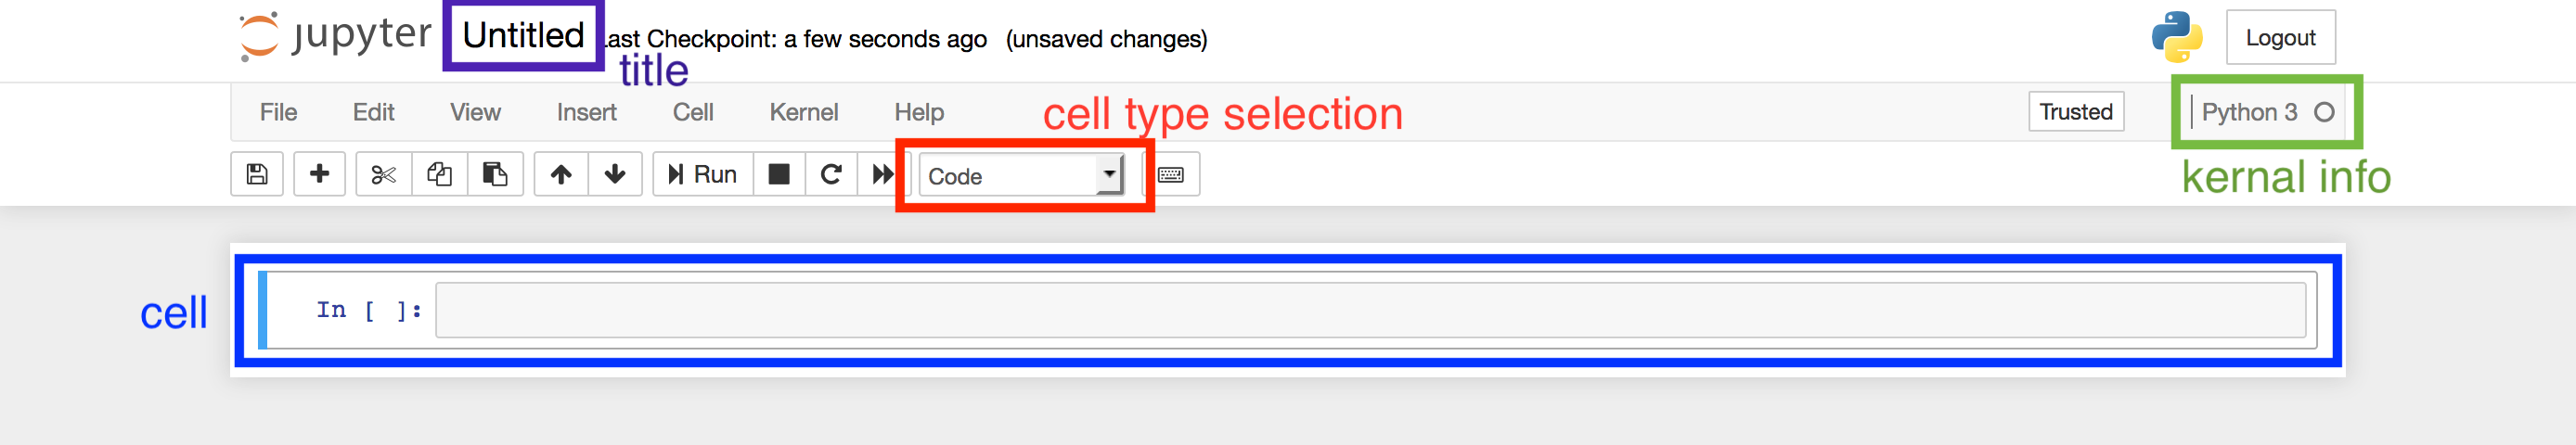 jupyter Untitled Last Checkpoint: a few seconds ago (unsaved changes) Logout
title
File Edit View Insert Cell Kernel Help cell type selection Trusted Python 3
Run Code kernal info
cell In [ ]: